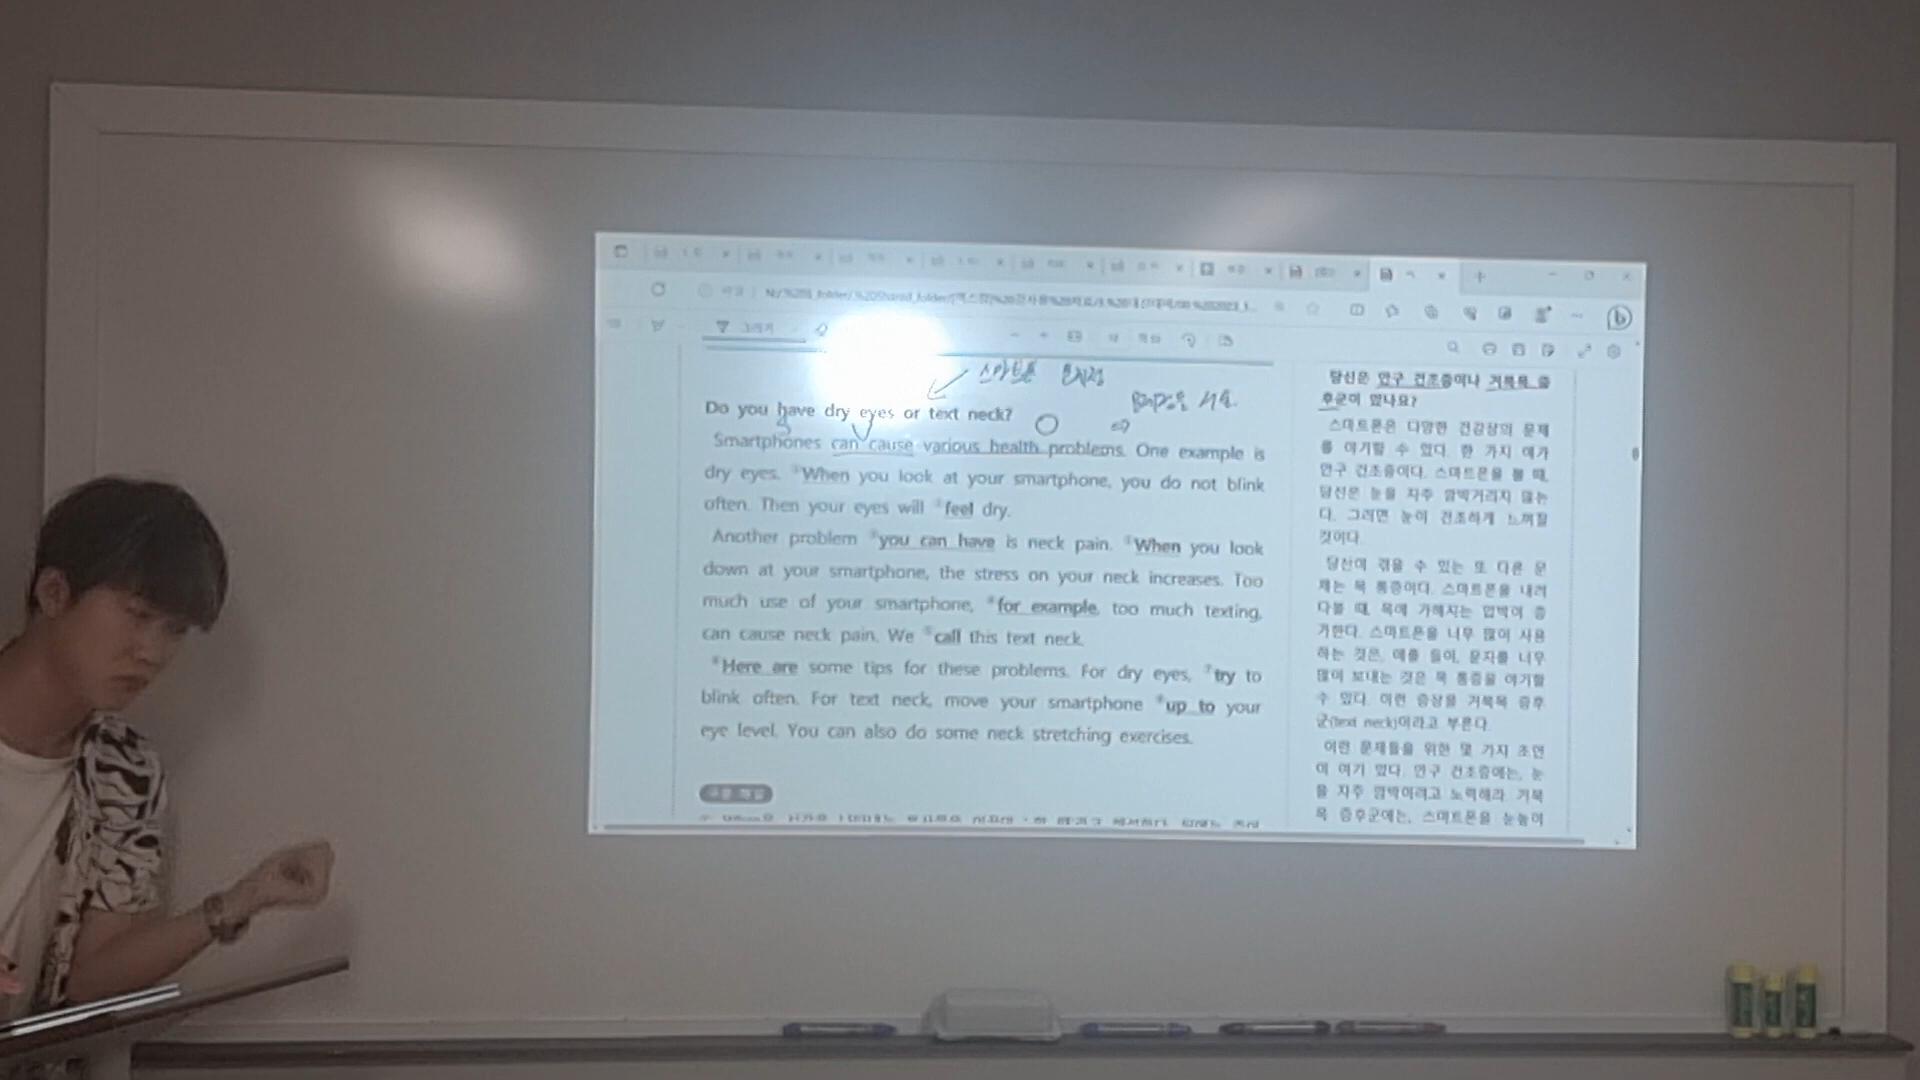 그리기
스마트폰 문제점
Do you have dry eyes or text neck?
Smartphones can cause various health problems. One example is
dry eyes. When you look at your smartphone, you do not blink
often. Then your eyes will feel dry.
Another problem you can have is neck pain. When you look
down at your smartphone, the stress on your neck increases. Too
much use of your smartphone, for example, too much texting,
can cause neck pain. We call this text neck.
Here are some tips for these problems. For dry eyes, try to
blink often. For text neck, move your smartphone up to your
eye level. You can also do some neck stretching exercises.
구문 해설
당신은 안구 건조증이나 거북목 증
후군이 있나요?
스마트폰은 다양한 건강상의 문제
를 야기할 수 있다. 한 가지 예가
안구 건조증이다. 스마트폰을 볼 때,
당신은 눈을 자주 깜박거리지 않는
다. 그러면 눈이 건조하게 느껴질
것이다.
당신이 겪을 수 있는 또 다른 문
제는 목 통증이다. 스마트폰을 내려
다볼 때, 목에 가해지는 압박이 증
가한다. 스마트폰을 너무 많이 사용
하는 것은, 예를 들어, 문자를 너무
많이 보내는 것은 목 통증을 야기할
수 있다. 이런 증상을 거북목 증후
군(text neck)이라고 부른다.
이런 문제들을 위한 몇 가지 조언
이 여기 있다. 안구 건조증에는, 눈
을 자주 깜박이려고 노력해라. 거북
목 증후군에는, 스마트폰을 눈높이